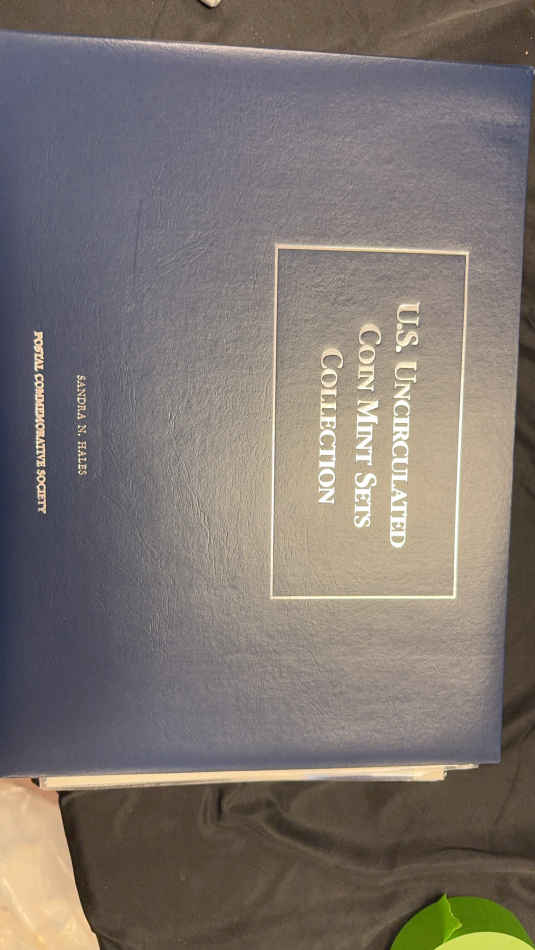 U.S. UNCIRCULATED
COIN MINT SETS
COLLECTION
SANDRA N. HALES
POSTAL COMMEMORATIVE SOCIETY